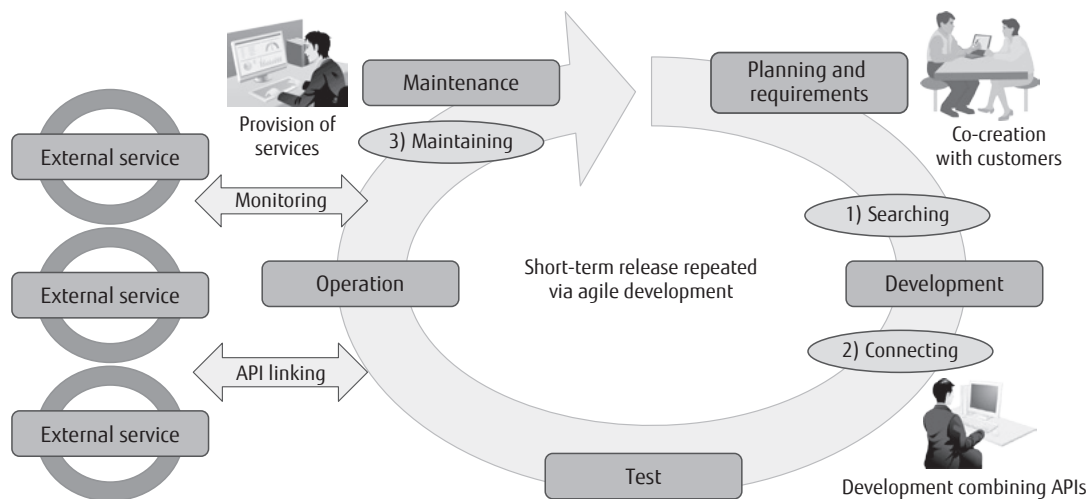 Maintenance
Planning and
requirements
Provision of
services
3) Maintaining
Co-creation
with customers
External service
Monitoring
1) Searching
External service
Operation
Short-term release repeated
via agile development
Development
API linking
2) Connecting
External service
Test
Development combining APIs